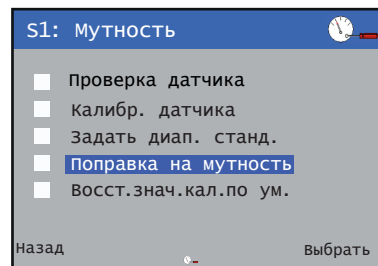 S1: Мутность
Проверка датчика
Калибр. датчика
Задать диап. станд.
Поправка на мутность
Восст.знач.кал.по ум.
Назад Выбрать